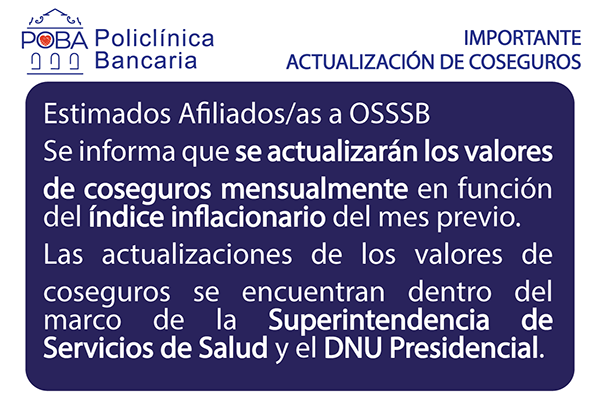 POBA
Policlínica
Bancaria
IMPORTANTE
ACTUALIZACIÓN DE COSEGUROS
Estimados Afiliados/as a OSSSB
Se informa que se actualizarán los valores
de coseguros mensualmente en función
del índice inflacionario del mes previo.
Las actualizaciones de los valores de
coseguros se encuentran dentro del
marco de la Superintendencia de
Servicios de Salud y el DNU Presidencial.